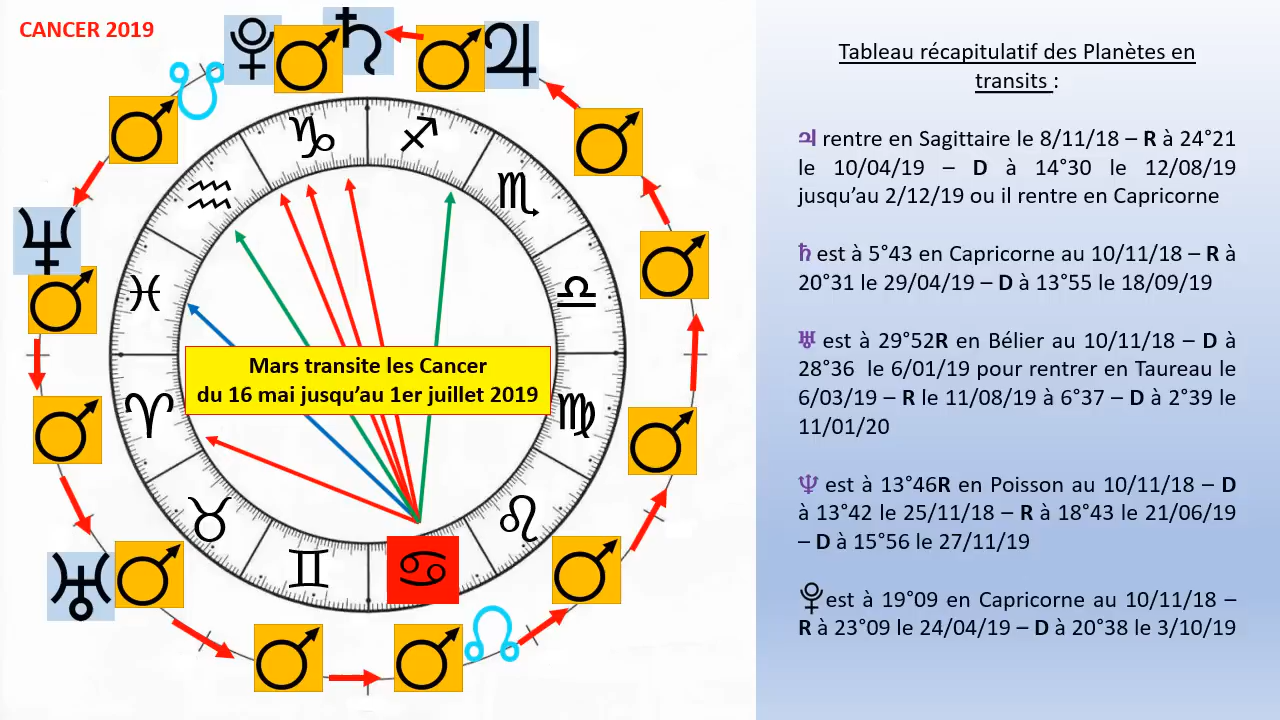 CANCER 2019
Mars transite les Cancer
du 16 mai jusqu’au 1er juillet 2019
Tableau récapitulatif des Planètes en
transits :
♃ rentre en Sagittaire le 8/11/18 – R à 24°21
le 10/04/19 – D à 14°30 le 12/08/19
jusqu’au 2/12/19 ou il rentre en Capricorne
♄ est à 5°43 en Capricorne au 10/11/18 – R à
20°31 le 29/04/19 – D à 13°55 le 18/09/19
♅ est à 29°52R en Bélier au 10/11/18 – D à
28°36 le 6/01/19 pour rentrer en Taureau le
6/03/19 – R le 11/08/19 à 6°37 – D à 2°39 le
11/01/20
♆ est à 13°46R en Poisson au 10/11/18 – D
à 13°42 le 25/11/18 – R à 18°43 le 21/06/19
– D à 15°56 le 27/11/19
♇ est à 19°09 en Capricorne au 10/11/18 –
R à 23°09 le 24/04/19 – D à 20°38 le 3/10/19